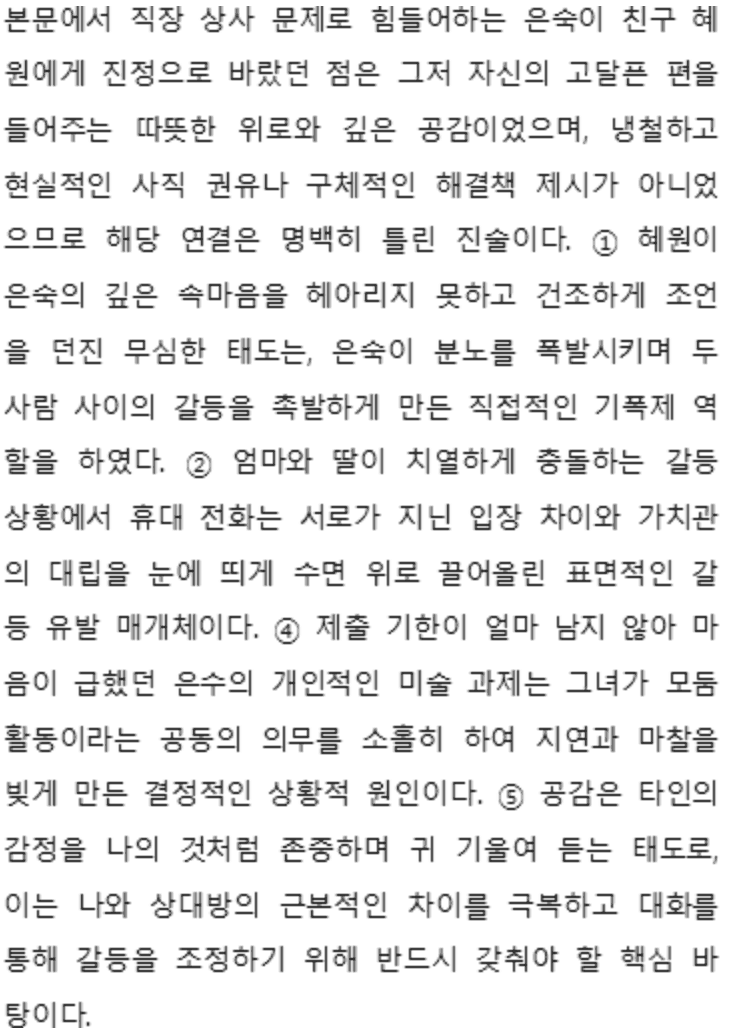 본문에서 직장 상사 문제로 힘들어하는 은숙이 친구 혜
원에게 진정으로 바랐던 점은 그저 자신의 고달픈 편을
들어주는 따뜻한 위로와 깊은 공감이었으며, 냉철하고
현실적인 사직 권유나 구체적인 해결책 제시가 아니었
으므로 해당 연결은 명백히 틀린 진술이다. ① 혜원이
은숙의 깊은 속마음을 헤아리지 못하고 건조하게 조언
을 던진 무심한 태도는, 은숙이 분노를 폭발시키며 두
사람 사이의 갈등을 촉발하게 만든 직접적인 기폭제 역
할을 하였다. ② 엄마와 딸이 치열하게 충돌하는 갈등
상황에서 휴대 전화는 서로가 지닌 입장 차이와 가치관
의 대립을 눈에 띄게 수면 위로 끌어올린 표면적인 갈
등 유발 매개체이다. ④ 제출 기한이 얼마 남지 않아 마
음이 급했던 은수의 개인적인 미술 과제는 그녀가 모둠
활동이라는 공동의 의무를 소홀히 하여 지연과 마찰을
빚게 만든 결정적인 상황적 원인이다. ⑤ 공감은 타인의
감정을 나의 것처럼 존중하며 귀 기울여 듣는 태도로,
이는 나와 상대방의 근본적인 차이를 극복하고 대화를
통해 갈등을 조정하기 위해 반드시 갖춰야 할 핵심 바
탕이다.